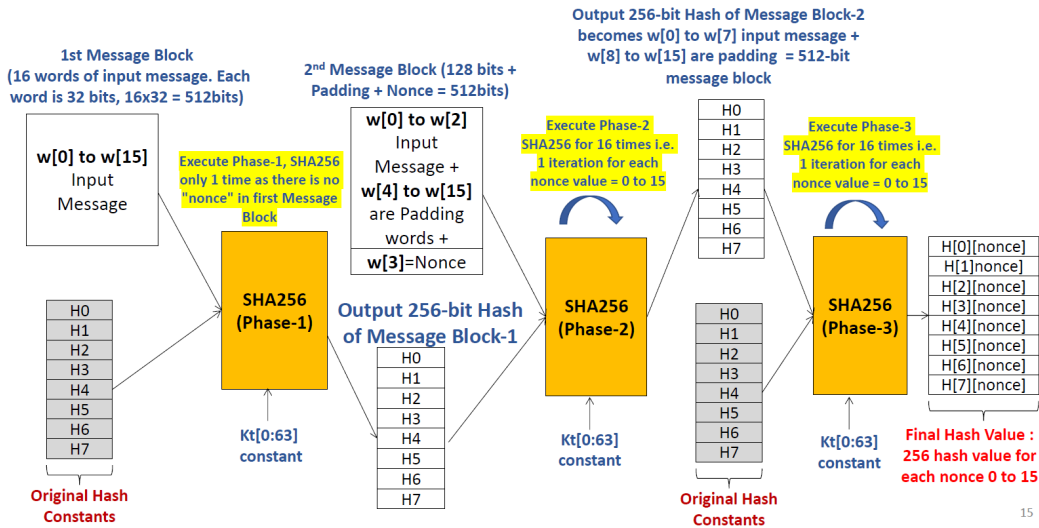 1st Message Block
(16 words of input message. Each
word is 32 bits, 16x32 = 512bits)
w[0] to w[15]
Input
Message
Execute Phase-1, SHA256
only 1 time as there is no
"nonce" in first Message
Block
H0
H1
H2
H3
H4
H5
H6
H7
Original Hash
Constants
SHA256
(Phase-1)
Kt[0:63]
constant
2nd Message Block (128 bits +
Padding + Nonce = 512bits)
w[0] to w[2]
Input
Message +
w[4] to w[15]
are Padding
words +
w[3]=Nonce
Output 256-bit Hash
of Message Block-1
H0
H1
H2
H3
H4
H5
H6
H7
Execute Phase-2
SHA256 for 16 times i.e.
1 iteration for each
nonce value = 0 to 15
SHA256
(Phase-2)
Kt[0:63]
constant
Output 256-bit Hash of Message Block-2
becomes w[0] to w[7] input message +
w[8] to w[15] are padding = 512-bit
message block
H0
H1
H2
H3
H4
H5
H6
H7
H0
H1
H2
H3
H4
H5
H6
H7
Original Hash
Constants
Execute Phase-3
SHA256 for 16 times i.e.
1 iteration for each
nonce value = 0 to 15
SHA256
(Phase-3)
Kt[0:63]
constant
H[0][nonce]
H[1]nonce]
H[2][nonce]
H[3][nonce]
H[4][nonce]
H[5][nonce]
H[6][nonce]
H[7][nonce]
Final Hash Value :
256 hash value for
each nonce 0 to 15
15